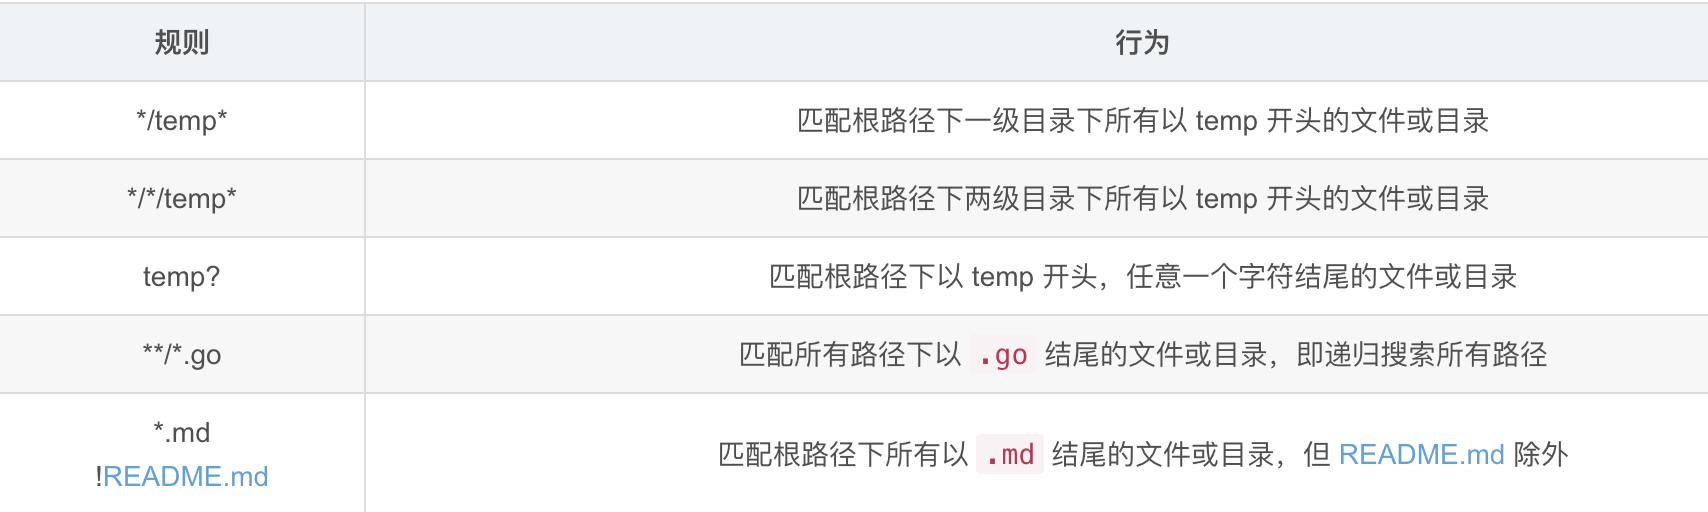 规则
行为
*/temp*
匹配根路径下一级目录下所有以 temp 开头的文件或目录
*/*/temp*
匹配根路径下两级目录下所有以 temp 开头的文件或目录
temp?
匹配根路径下以 temp 开头，任意一个字符结尾的文件或目录
**/*.go
匹配所有路径下以 .go 结尾的文件或目录，即递归搜索所有路径
*.md
!README.md
匹配根路径下所有以 .md 结尾的文件或目录，但 README.md 除外